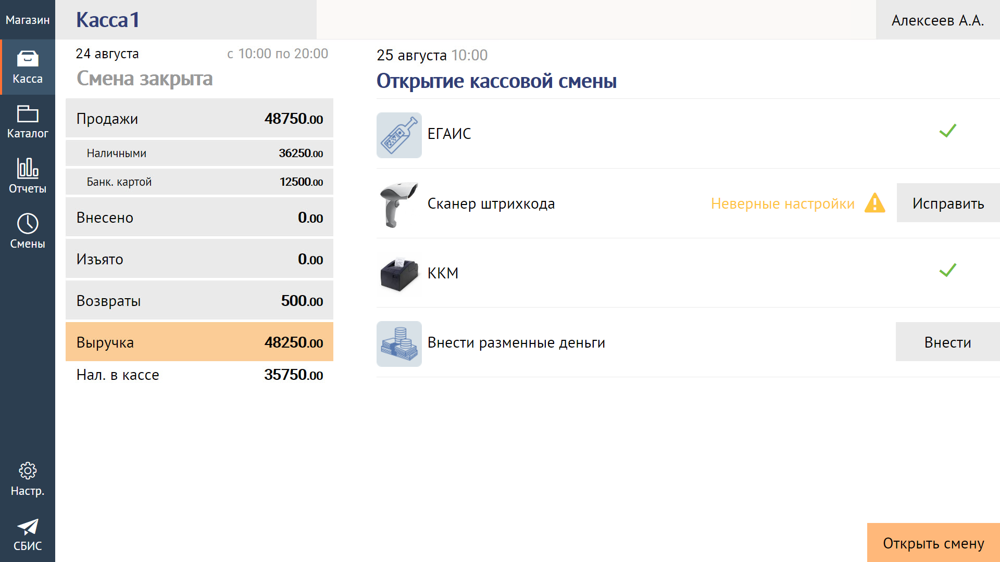 Магазин
Касса
Каталог
Отчеты
Смены
Настр.
СБИС
Касса1
Алексеев А.А.
24 августа с 10:00 по 20:00
Смена закрыта
Продажи 48750.00
Наличными 36250.00
Банк. картой 12500.00
Внесено 0.00
Изъято 0.00
Возвраты 500.00
Выручка 48250.00
Нал. в кассе 35750.00
25 августа 10:00
Открытие кассовой смены
ЕГАИС
Сканер штрихкода Неверные настройки Исправить
ККМ
Внести разменные деньги Внести
Открыть смену